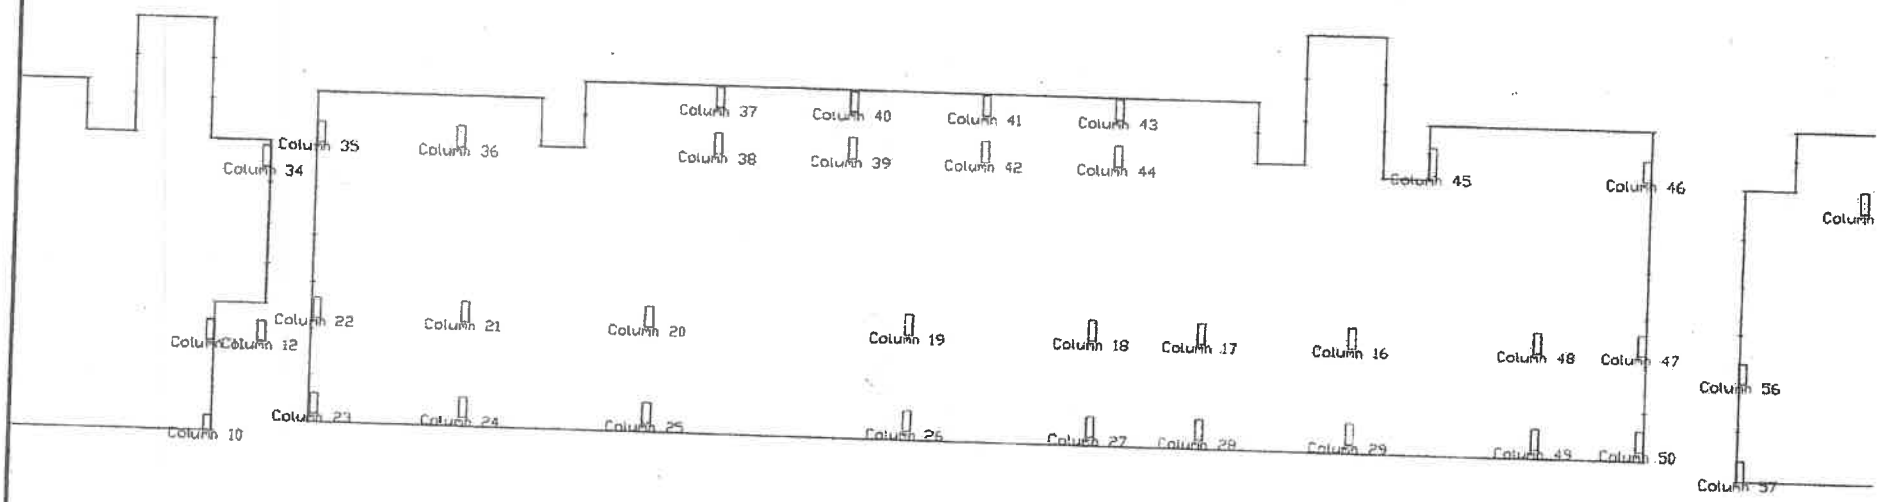 Column 37
Column 40
Column 41
Column 43
Column 35
Column 36
Column 38
Column 39
Column 42
Column 44
Column 34
Column 45
Column 46
Column
Column 22
Column 21
Column 20
Column 19
Column 18
Column 17
Column 16
Column 48
Column 47
Column 12
Column 56
Column 23
Column 24
Column 25
Column 26
Column 27
Column 28
Column 29
Column 49
Column 50
Column 10
Column 57